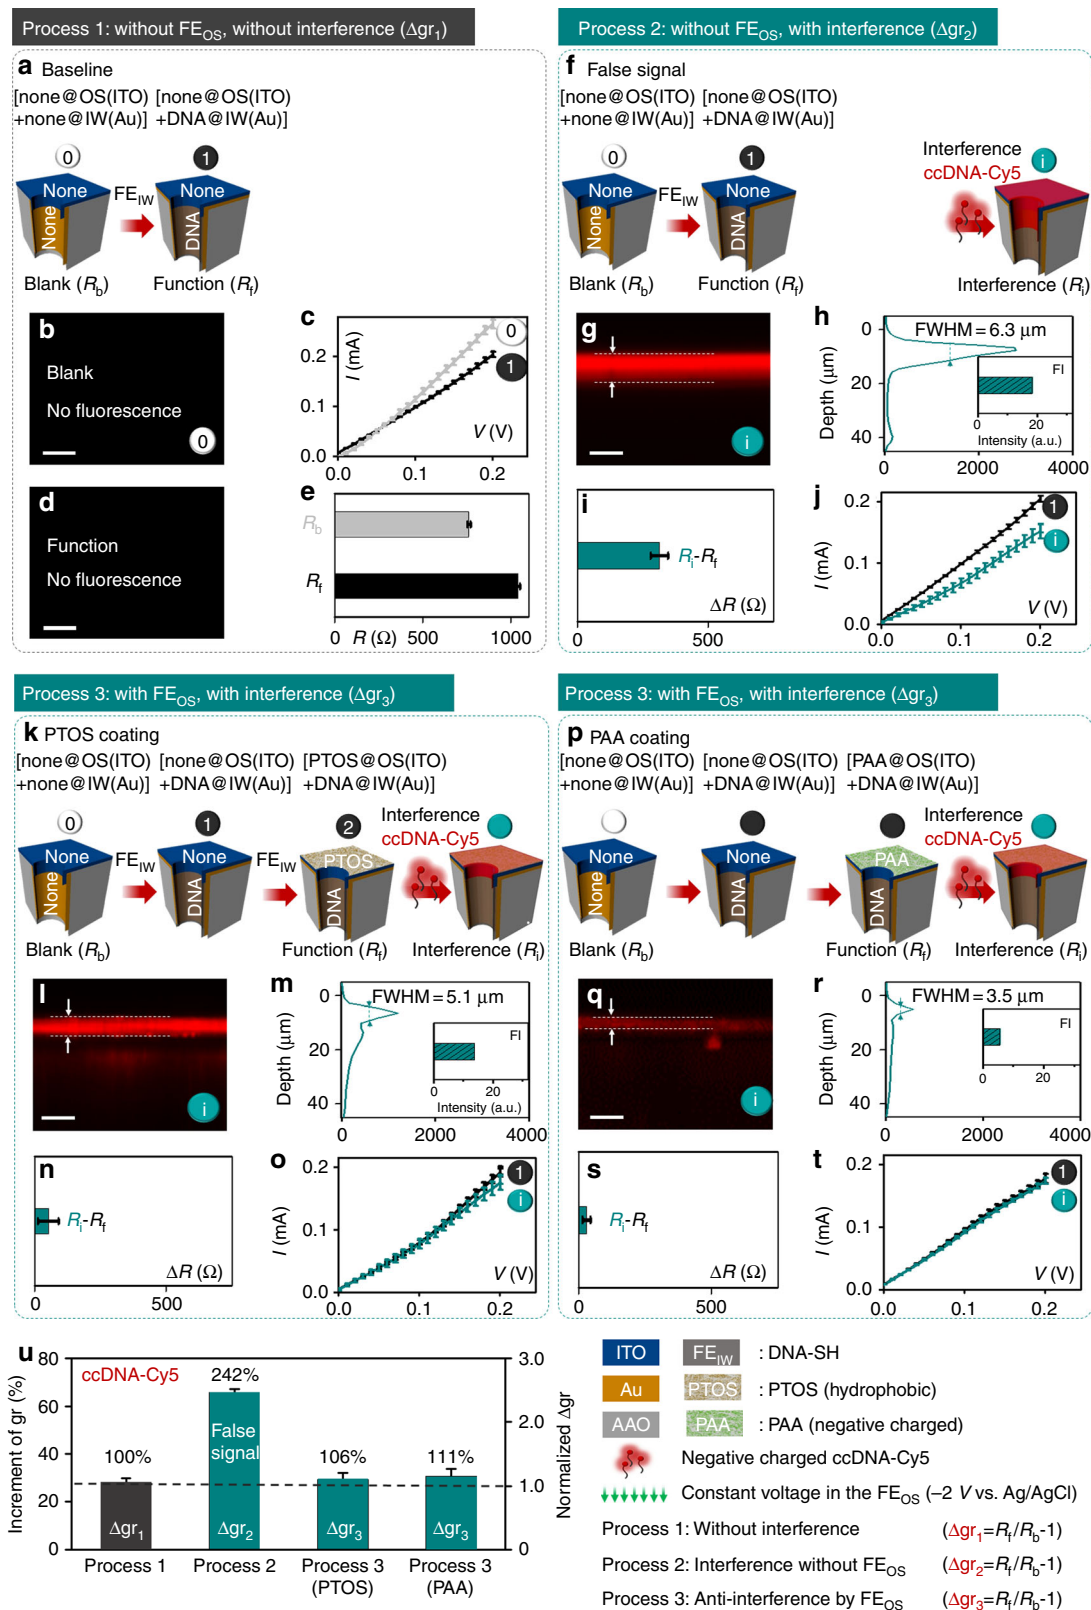 Process 1: without FEOS, without interference (Δgr1)
a Baseline
[none@OS(ITO) [none@OS(ITO)
+none@IW(Au)] +DNA@IW(Au)]
0
1
None
None
FEIW
None
DNA
Blank (Rb)
Function (Rf)
b
Blank
No fluorescence
0
c
I (mA)
0.2
0.1
0.0
0
1
V (V)
0.0 0.1 0.2
d
Function
No fluorescence
e
Rb
Rf
0 500 1000
R (Ω)
Process 2: without FEOS, with interference (Δgr2)
f False signal
[none@OS(ITO) [none@OS(ITO)
+none@IW(Au)] +DNA@IW(Au)]
0
1
Interference
ccDNA-Cy5
i
None
None
FEIW
None
DNA
Blank (Rb)
Function (Rf)
Interference (Ri)
g
i
h
FWHM = 6.3 μm
Depth (μm)
0
20
40
FI
0 20
Intensity (a.u.)
0 2000 4000
i
Ri-Rf
ΔR (Ω)
0 500
j
I (mA)
0.2
0.1
0.0
1
i
V (V)
0.0 0.1 0.2
Process 3: with FEOS, with interference (Δgr3)
k PTOS coating
[none@OS(ITO) [none@OS(ITO) [PTOS@OS(ITO)
+none@IW(Au)] +DNA@IW(Au)] +DNA@IW(Au)]
0
1
2
Interference
ccDNA-Cy5
None
None
FEIW
None
DNA
FEIW
PTOS
DNA
Blank (Rb)
Function (Rf)
Interference (Ri)
l
i
m
FWHM = 5.1 μm
Depth (μm)
0
20
40
FI
0 20
Intensity (a.u.)
0 2000 4000
n
Ri-Rf
ΔR (Ω)
0 500
o
I (mA)
0.2
0.1
0.0
1
i
V (V)
0.0 0.1 0.2
Process 3: with FEOS, with interference (Δgr3)
p PAA coating
[none@OS(ITO) [none@OS(ITO) [PAA@OS(ITO)
+none@IW(Au)] +DNA@IW(Au)] +DNA@IW(Au)]
Interference
ccDNA-Cy5
None
None
None
DNA
PAA
DNA
Blank (Rb)
Function (Rf)
Interference (Ri)
q
i
r
FWHM = 3.5 μm
Depth (μm)
0
20
40
FI
0 20
0 2000 4000
s
Ri-Rf
ΔR (Ω)
0 500
t
I (mA)
0.2
0.1
0.0
1
i
V (V)
0.0 0.1 0.2
u
Increment of gr (%)
80
60
40
20
0
ccDNA-Cy5
100%
242%
106%
111%
False
signal
Δgr1
Δgr2
Δgr3
Δgr3
3.0
2.0
1.0
0
Normalized Δgr
Process 1 Process 2 Process 3 Process 3
(PTOS) (PAA)
ITO FEIW : DNA-SH
Au PTOS : PTOS (hydrophobic)
AAO PAA : PAA (negative charged)
Negative charged ccDNA-Cy5
Constant voltage in the FEOS (−2 V vs. Ag/AgCl)
Process 1: Without interference (Δgr1=Rf/Rb-1)
Process 2: Interference without FEOS (Δgr2=Rf/Rb-1)
Process 3: Anti-interference by FEOS (Δgr3=Rf/Rb-1)